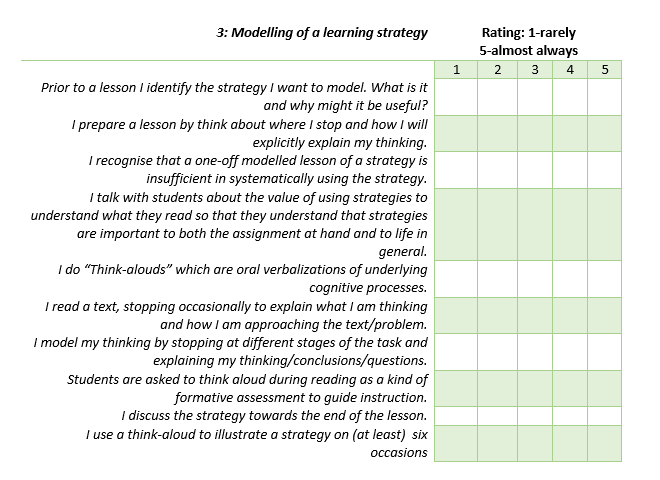 3: Modelling of a learning strategy
Rating: 1-rarely
5-almost always
1 2 3 4 5
Prior to a lesson I identify the strategy I want to model. What is it
and why might it be useful?
I prepare a lesson by think about where I stop and how I will
explicitly explain my thinking.
I recognise that a one-off modelled lesson of a strategy is
insufficient in systematically using the strategy.
I talk with students about the value of using strategies to
understand what they read so that they understand that strategies
are important to both the assignment at hand and to life in
general.
I do “Think-alouds” which are oral verbalizations of underlying
cognitive processes.
I read a text, stopping occasionally to explain what I am thinking
and how I am approaching the text/problem.
I model my thinking by stopping at different stages of the task and
explaining my thinking/conclusions/questions.
Students are asked to think aloud during reading as a kind of
formative assessment to guide instruction.
I discuss the strategy towards the end of the lesson.
I use a think-aloud to illustrate a strategy on (at least)  six
occasions